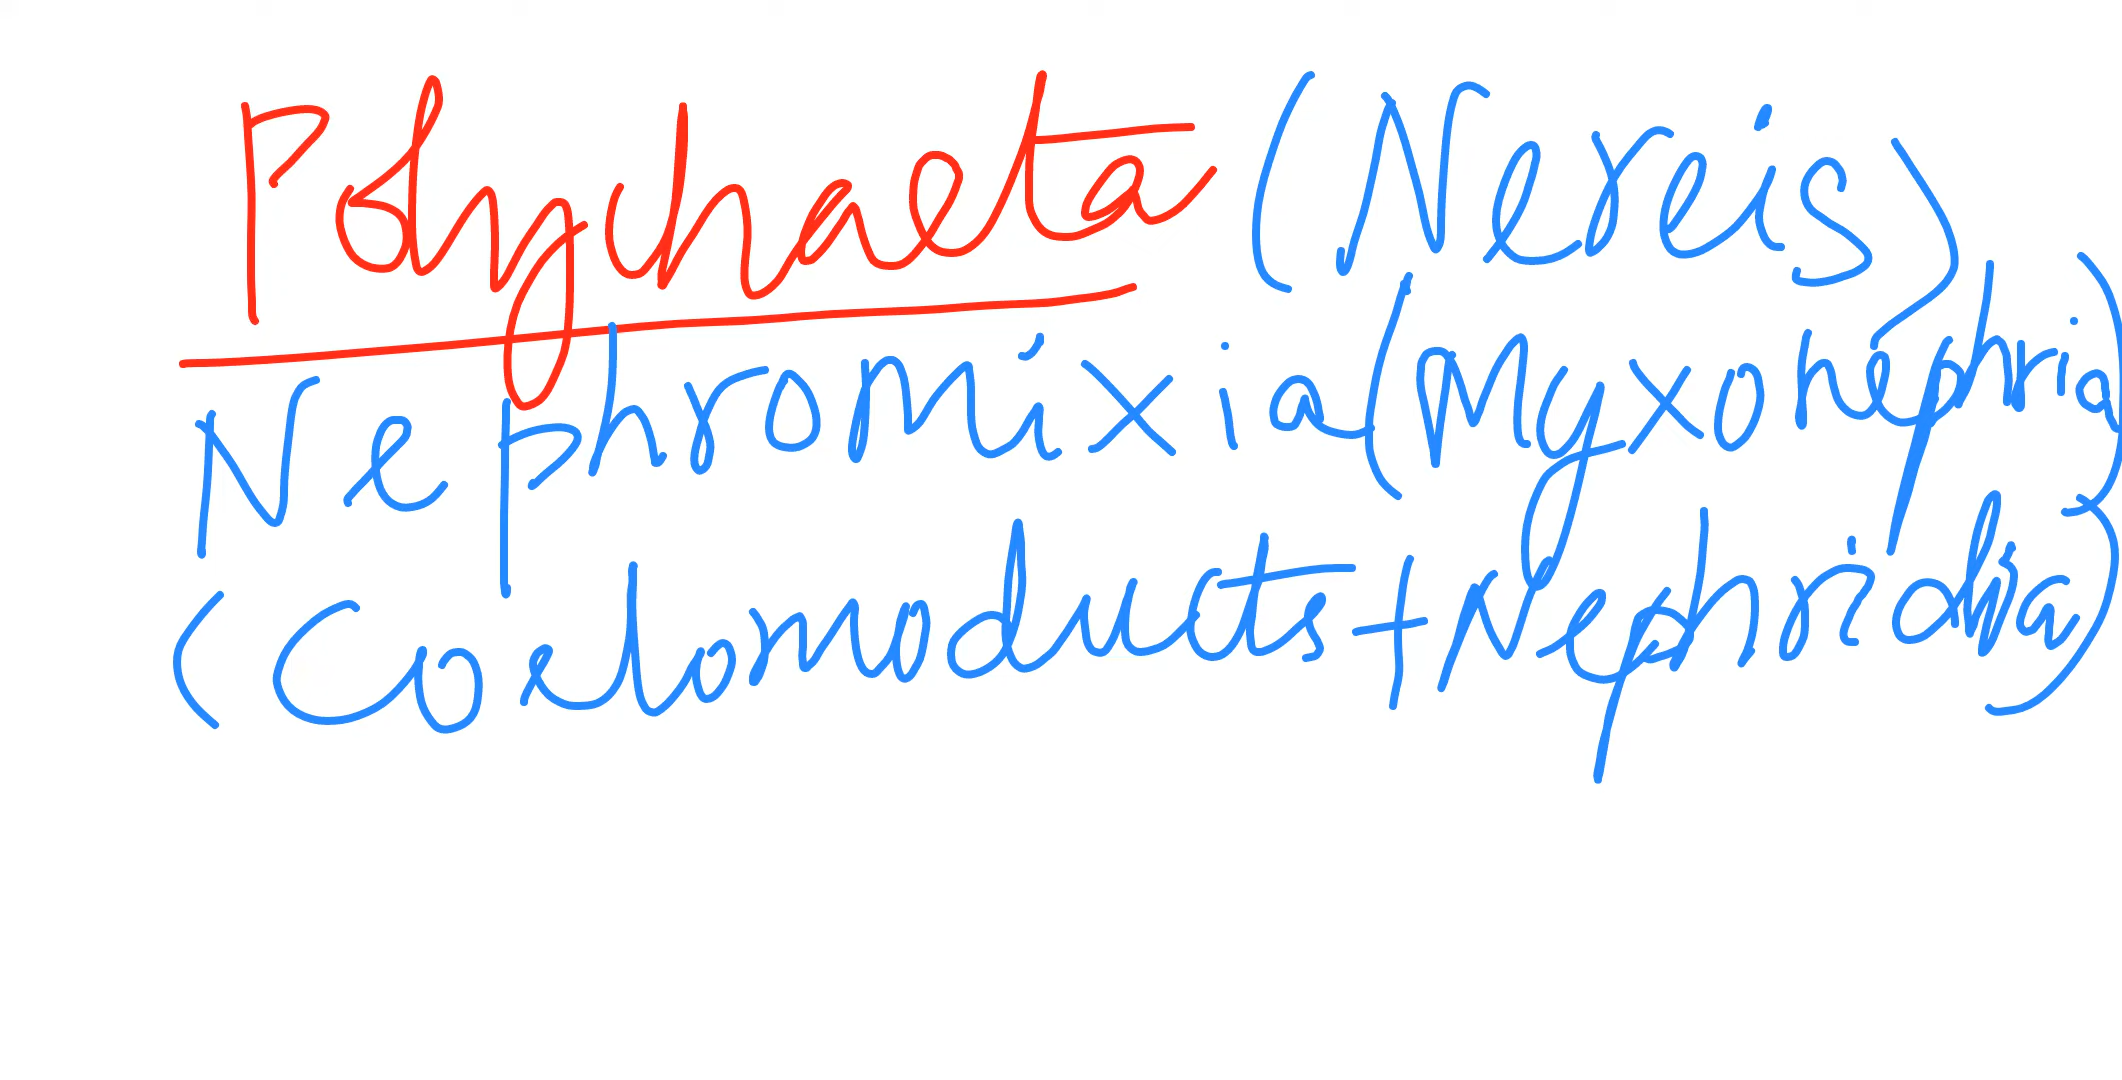 Polychaeta (Nereis)
Nephromixia (Myxonephria)
(Coelomoducts + Nephridia)